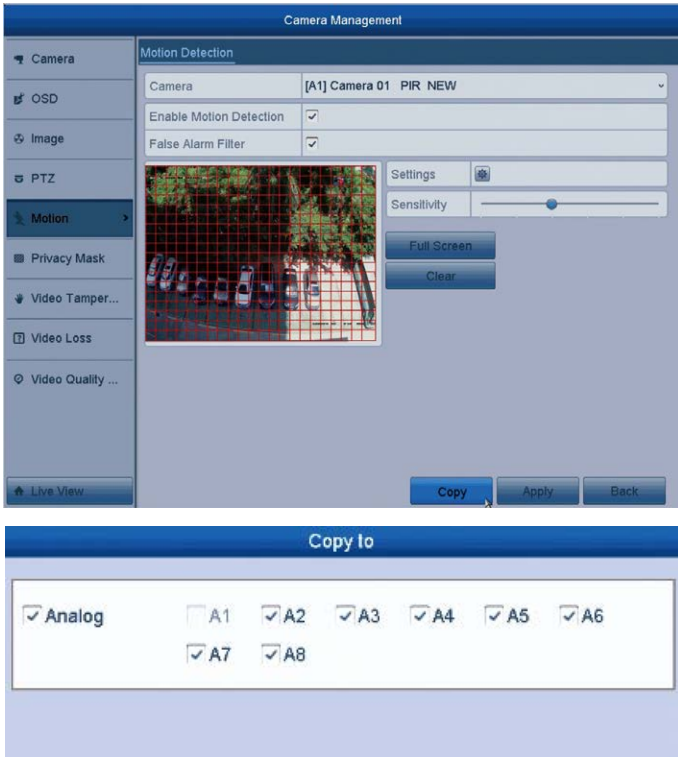 Camera Management
Camera
OSD
Image
PTZ
Motion
Privacy Mask
Video Tamper...
Video Loss
Video Quality ...
Live View
Motion Detection
Camera [A1] Camera 01 PIR NEW
Enable Motion Detection
False Alarm Filter
Settings
Sensitivity
Full Screen
Clear
Copy Apply Back
Copy to
Analog A1 A2 A3 A4 A5 A6
A7 A8